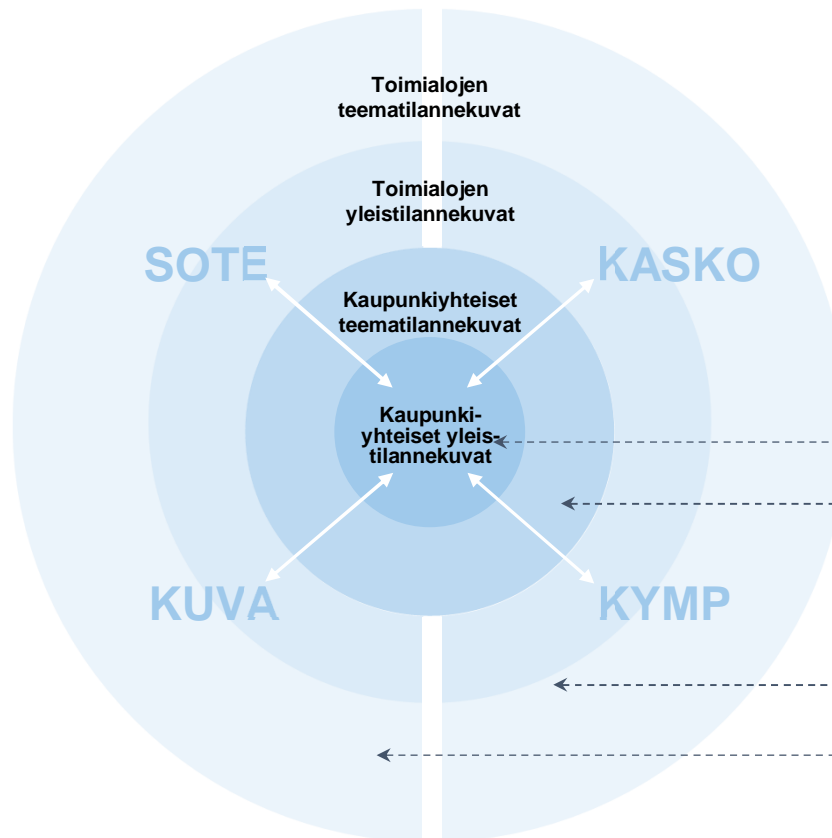 Toimialojen
teematilannekuvat
Toimialojen
yleistilannekuvat
SOTE
KASKO
Kaupunkiyhteiset
teematilannekuvat
Kaupunki-
yhteiset yleis-
tilannekuvat
KUVA
KYMP